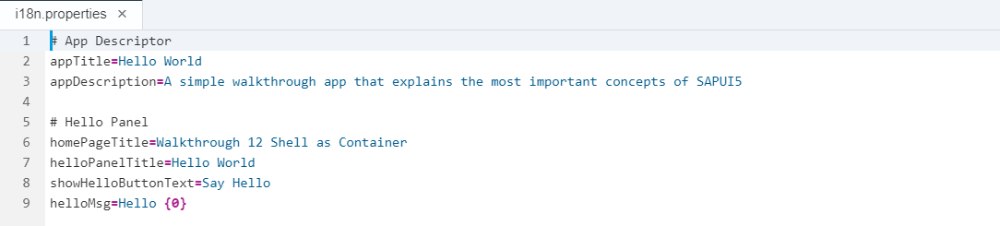 i18n.properties ×
1 # App Descriptor
2 appTitle=Hello World
3 appDescription=A simple walkthrough app that explains the most important concepts of SAPUI5
4
5 # Hello Panel
6 homePageTitle=Walkthrough 12 Shell as Container
7 helloPanelTitle=Hello World
8 showHelloButtonText=Say Hello
9 helloMsg=Hello {0}